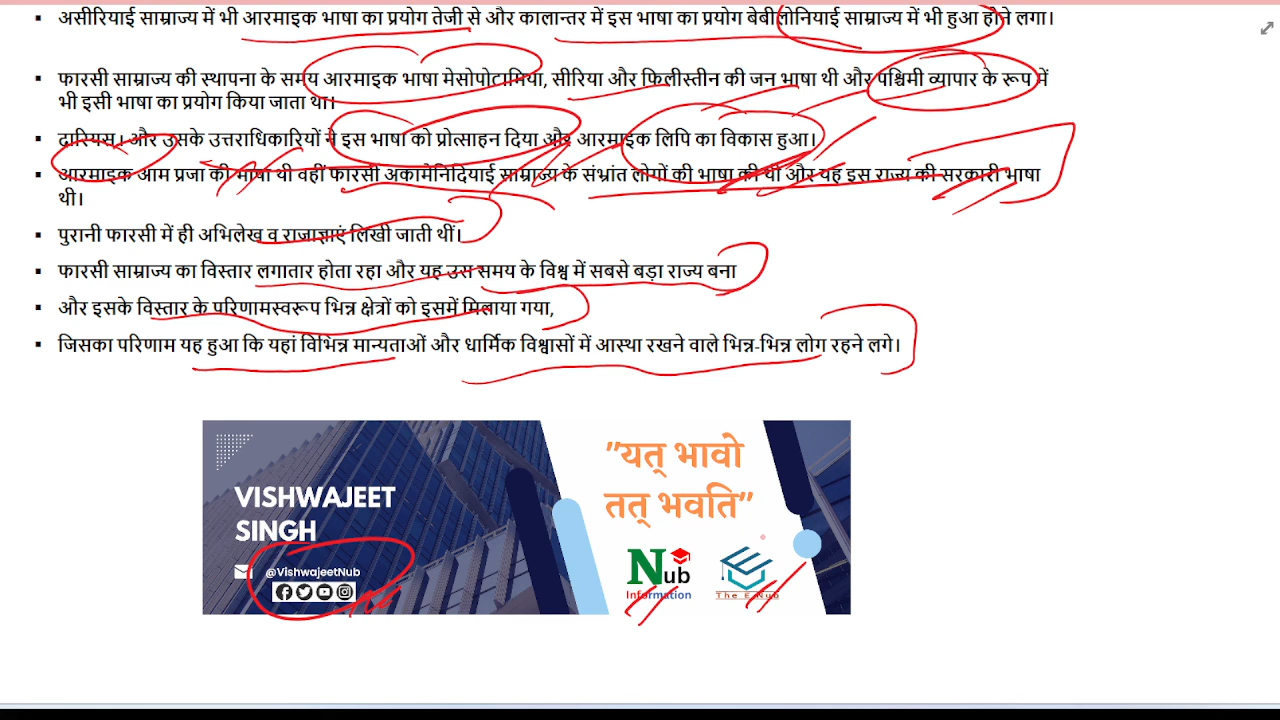 असीरियाई साम्राज्य में भी आरमाइक भाषा का प्रयोग तेजी से और कालान्तर में इस भाषा का प्रयोग बेबीलोनियाई साम्राज्य में भी हुआ होने लगा।
▪ फारसी साम्राज्य की स्थापना के समय आरमाइक भाषा मेसोपोटामिया, सीरिया और फिलीस्तीन की जन भाषा थी और पश्चिमी व्यापार के रूप में
भी इसी भाषा का प्रयोग किया जाता था।
▪ दारियस। और उसके उत्तराधिकारियों ने इस भाषा को प्रोत्साहन दिया और आरमाइक लिपि का विकास हुआ।
▪ आरमाइक आम प्रजा की भाषा थी वहीं फारसी अकामेनिदियाई साम्राज्य के संभ्रांत लोगों की भाषा की थी और यह इस राज्य की सरकारी भाषा
थी।
▪ पुरानी फारसी में ही अभिलेख व राजाज्ञाएं लिखी जाती थीं।
▪ फारसी साम्राज्य का विस्तार लगातार होता रहा और यह उस समय के विश्व में सबसे बड़ा राज्य बना
▪ और इसके विस्तार के परिणामस्वरूप भिन्न क्षेत्रों को इसमें मिलाया गया,
▪ जिसका परिणाम यह हुआ कि यहां विभिन्न मान्यताओं और धार्मिक विश्वासों में आस्था रखने वाले भिन्न-भिन्न लोग रहने लगे।
VISHWAJEET
SINGH
@VishwajeetNub
"यत् भावो
तत् भवति"
Nub
Information
The E Nub